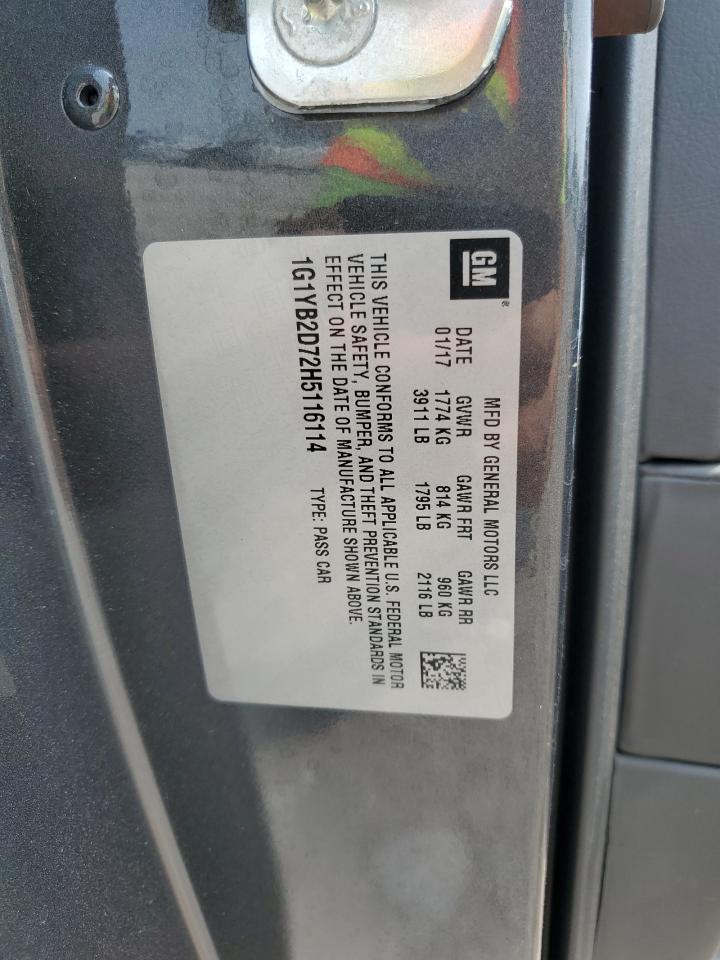 GM®
MFD BY GENERAL MOTORS LLC
DATE GVWR GAWR FRT GAWR RR
01/17 1774 KG 814 KG 960 KG
3911 LB 1795 LB 2116 LB
THIS VEHICLE CONFORMS TO ALL APPLICABLE U.S. FEDERAL MOTOR
VEHICLE SAFETY, BUMPER, AND THEFT PREVENTION STANDARDS IN
EFFECT ON THE DATE OF MANUFACTURE SHOWN ABOVE.
1G1YB2D72H5116114 TYPE: PASS CAR